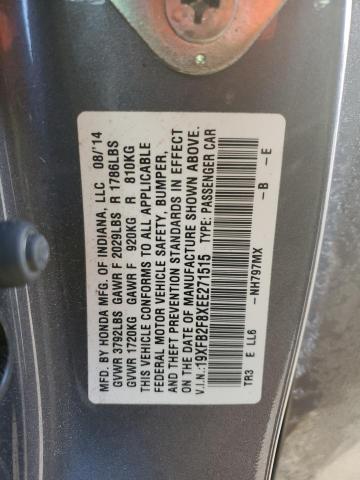 MFD. BY HONDA MFG. OF INDIANA, LLC 08/'14
GVWR 3792LBS GAWR F 2029LBS R 1786LBS
GVWR 1720KG GAWR F 920KG R 810KG
THIS VEHICLE CONFORMS TO ALL APPLICABLE
FEDERAL MOTOR VEHICLE SAFETY, BUMPER,
AND THEFT PREVENTION STANDARDS IN EFFECT
ON THE DATE OF MANUFACTURE SHOWN ABOVE.
V.I.N.:19XFB2F8XEE271515 TYPE: PASSENGER CAR
TR3 E LL6 -NH797MX -B -E